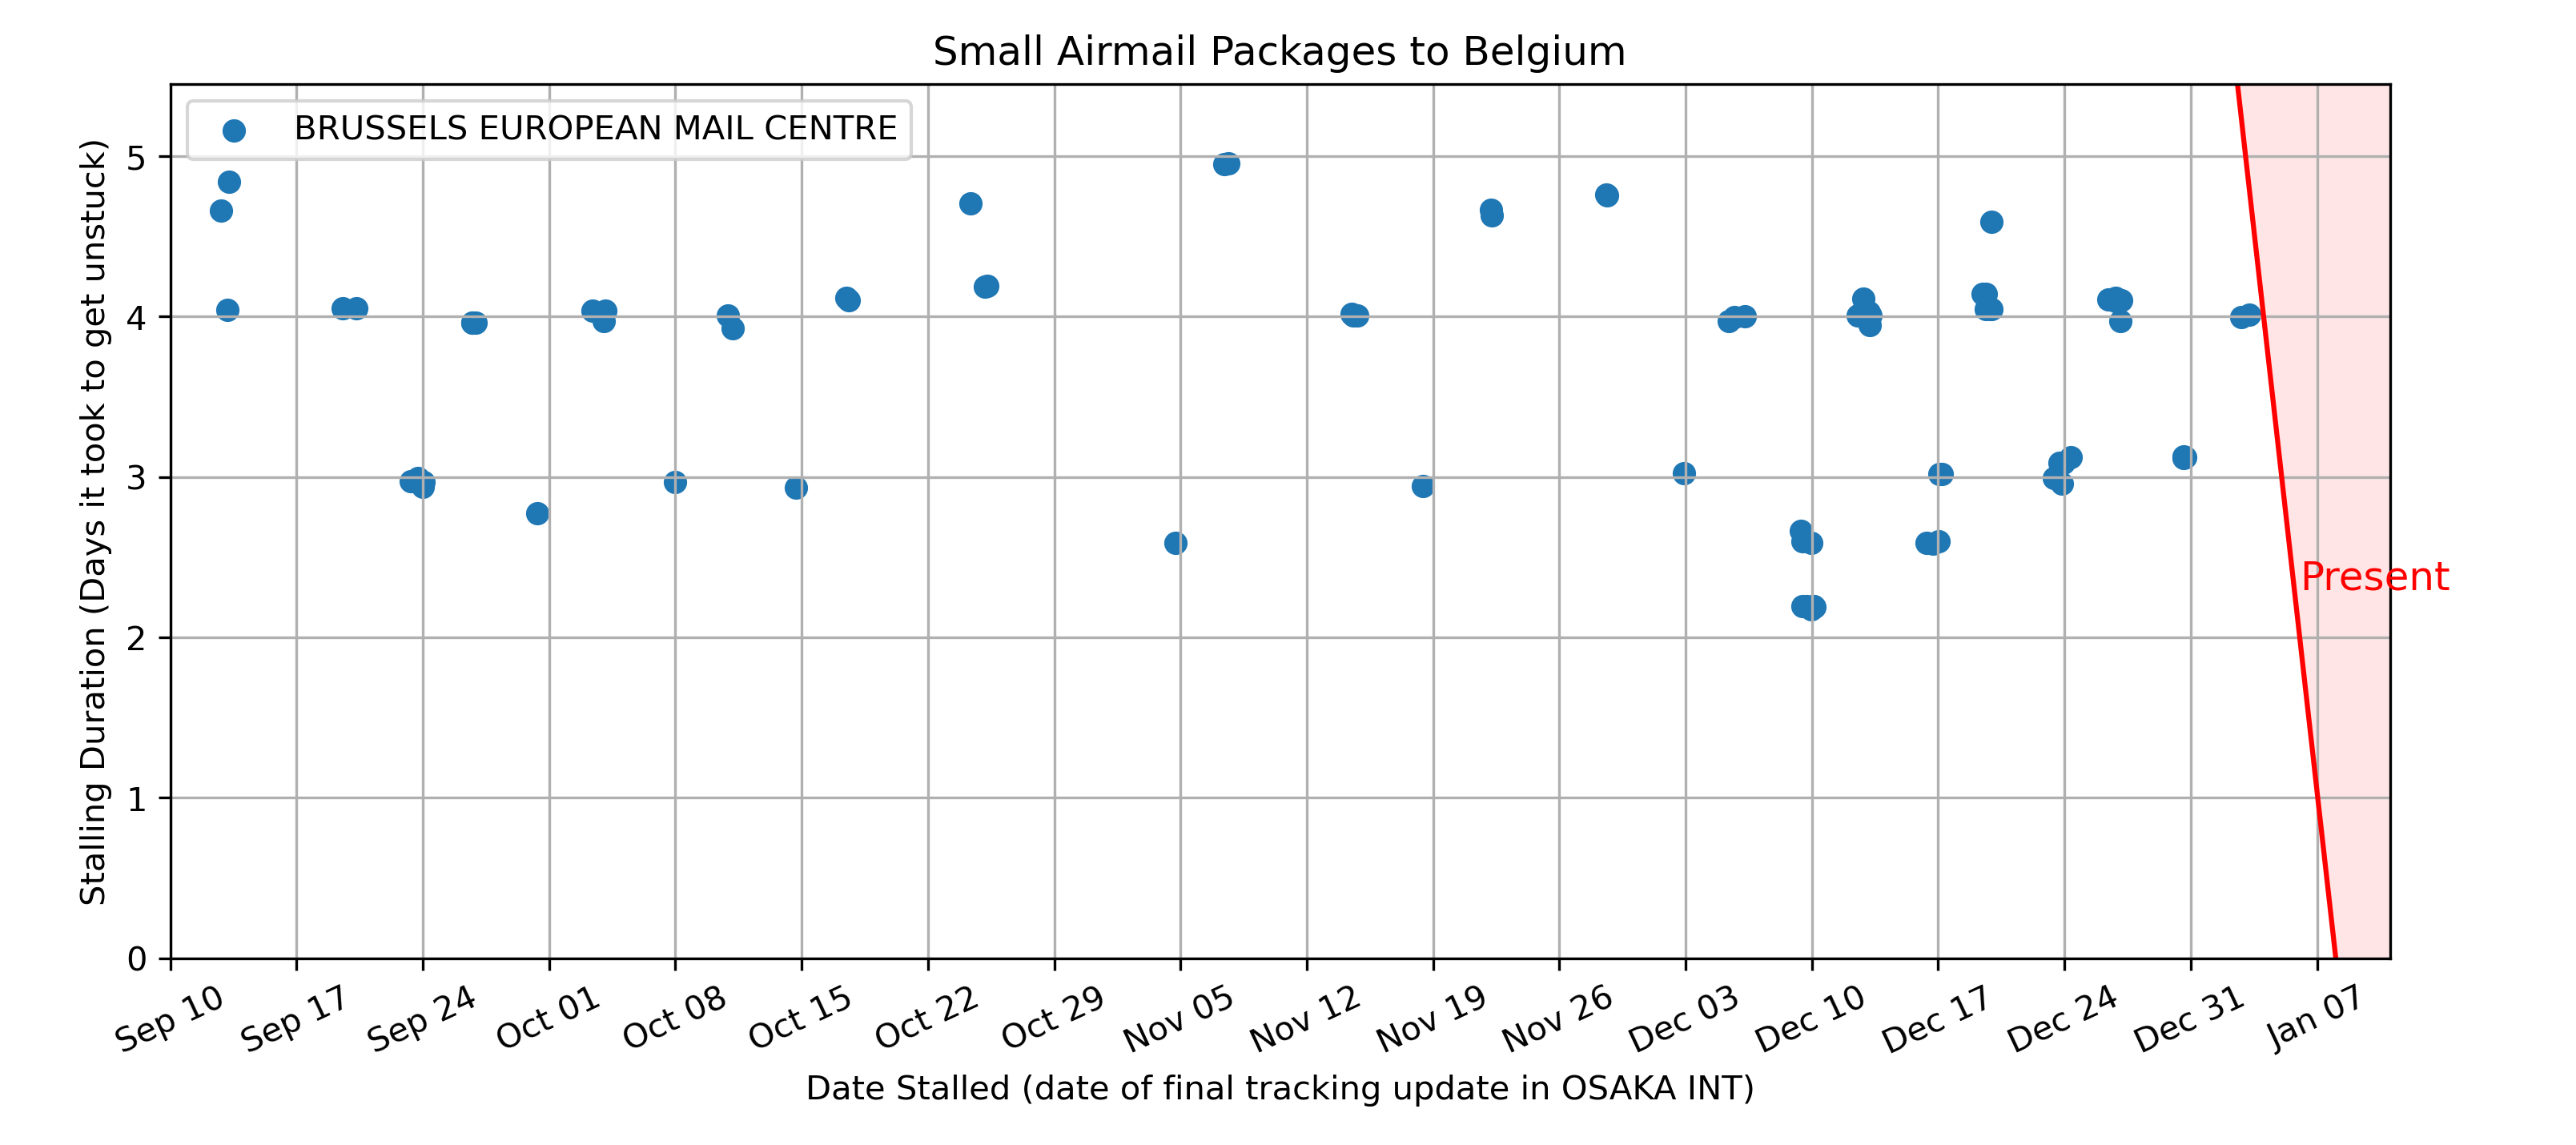 Small Airmail Packages to Belgium
BRUSSELS EUROPEAN MAIL CENTRE
Stalling Duration (Days it took to get unstuck)
5
4
3
2
1
0
Present
Sep 10
Sep 17
Sep 24
Oct 01
Oct 08
Oct 15
Oct 22
Oct 29
Nov 05
Nov 12
Nov 19
Nov 26
Dec 03
Dec 10
Dec 17
Dec 24
Dec 31
Jan 07
Date Stalled (date of final tracking update in OSAKA INT)